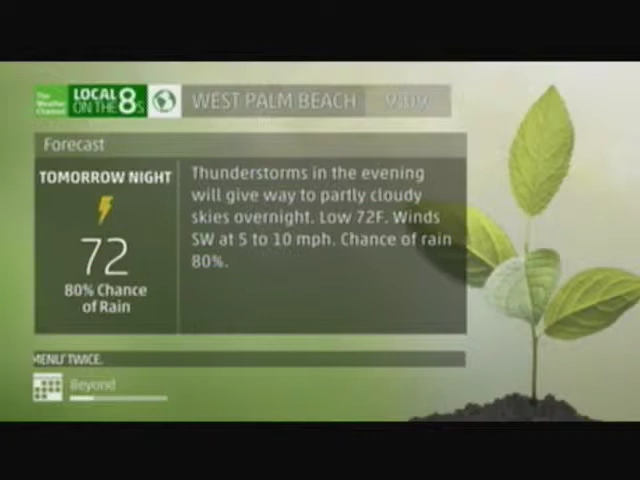 The
Weather
Channel
LOCAL
ON THE 8s
WEST PALM BEACH
Forecast
TOMORROW NIGHT
72
80% Chance
of Rain
Thunderstorms in the evening
will give way to partly cloudy
skies overnight. Low 72F. Winds
SW at 5 to 10 mph. Chance of rain
80%.
MENU' TWICE.
Beyond